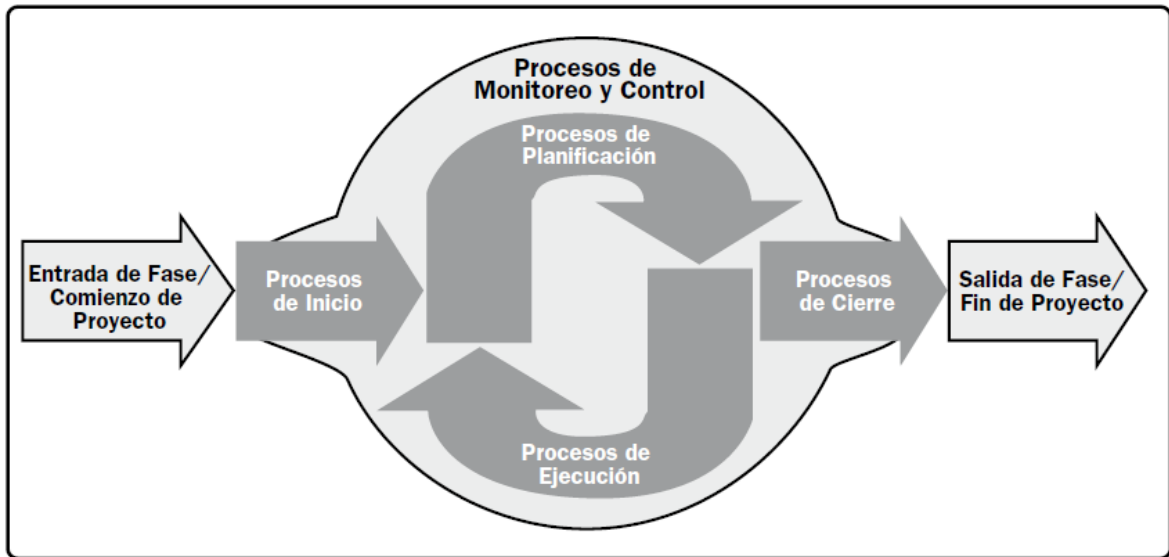 Procesos de
Monitoreo y Control
Procesos de
Planificación
Entrada de Fase/
Comienzo de
Proyecto
Procesos
de Inicio
Procesos
de Cierre
Salida de Fase/
Fin de Proyecto
Procesos de
Ejecución